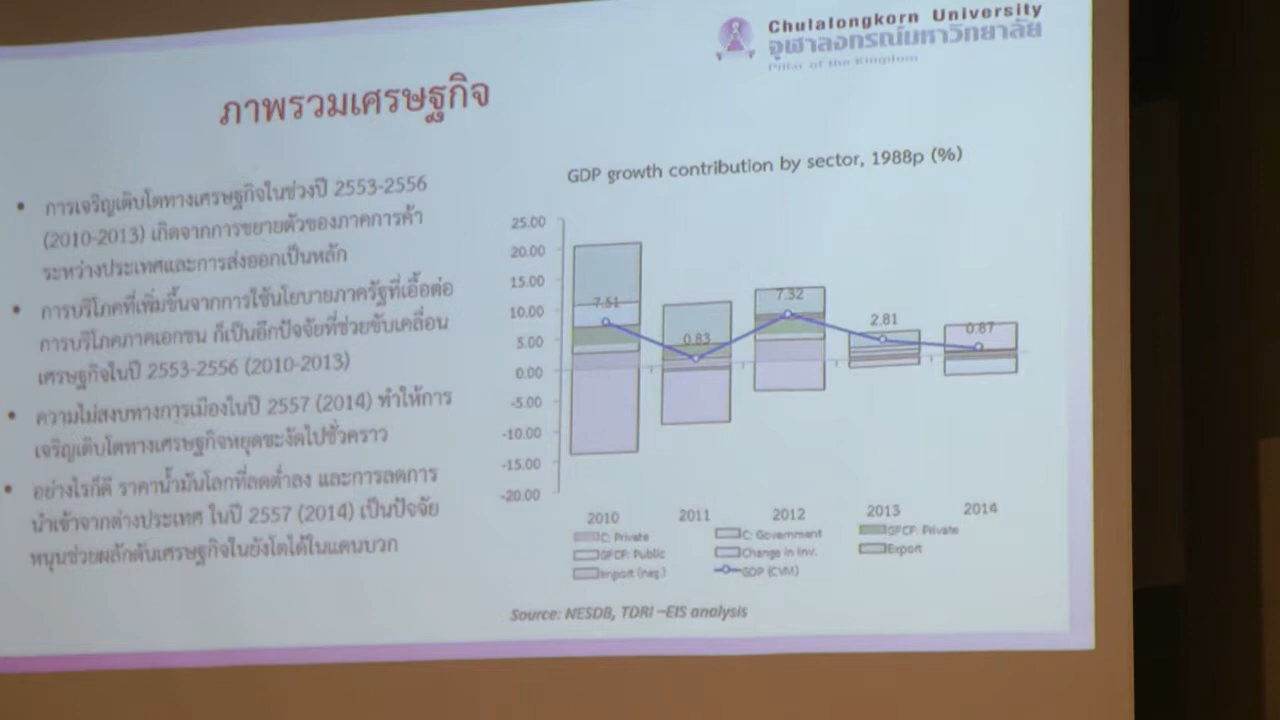 Chulalongkorn University
จุฬาลงกรณ์มหาวิทยาลัย
Pillar of the Kingdom
ภาพรวมเศรษฐกิจ
• การเจริญเติบโตทางเศรษฐกิจในช่วงปี 2553-2556
(2010-2013) เกิดจากการขยายตัวของภาคการค้า
ระหว่างประเทศและการส่งออกเป็นหลัก
• การบริโภคที่เพิ่มขึ้นจากการใช้นโยบายภาครัฐที่เอื้อต่อ
การบริโภคภาคเอกชน ก็เป็นอีกปัจจัยที่ช่วยขับเคลื่อน
เศรษฐกิจในปี 2553-2556 (2010-2013)
• ความไม่สงบทางการเมืองในปี 2557 (2014) ทำให้การ
เจริญเติบโตทางเศรษฐกิจหยุดชะงัดไปชั่วคราว
• อย่างไรก็ดี ราคาน้ำมันโลกที่ลดต่ำลง และการลดการ
นำเข้าจากต่างประเทศ ในปี 2557 (2014) เป็นปัจจัย
หนุนช่วยผลักดันเศรษฐกิจในยังโตได้ในแดนบวก
GDP growth contribution by sector, 1988p (%)
25.00
20.00
15.00
10.00
5.00
0.00
-5.00
-10.00
-15.00
-20.00
7.51
0.83
7.32
2.81
0.87
2010 2011 2012 2013 2014
C: Private C: Government GFCF: Private
GFCF: Public Change in Inv. Export
Import (neg.) GDP (CVM)
Source: NESDB, TDRI –EIS analysis